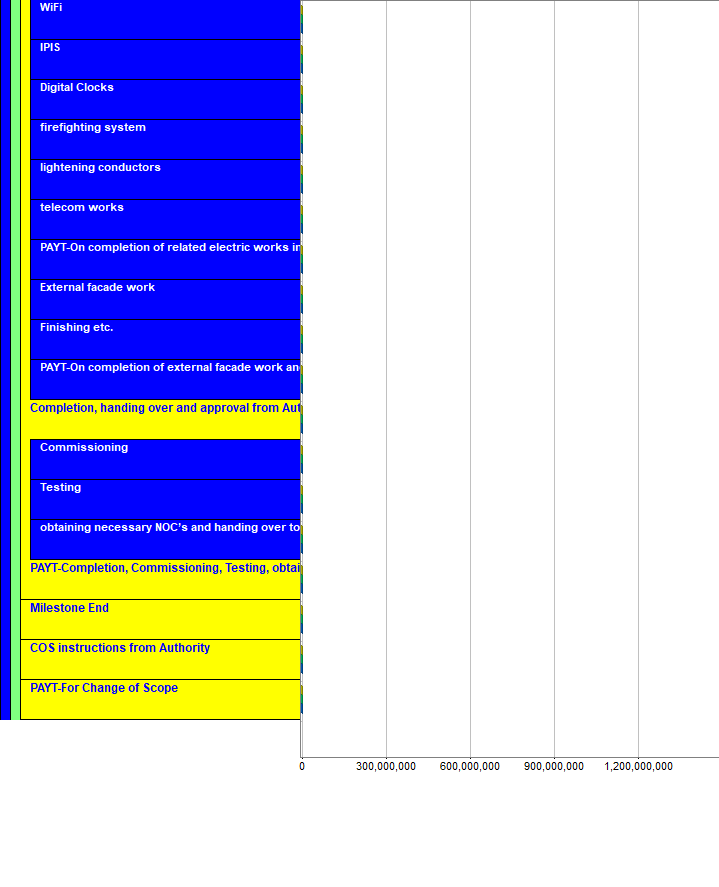 WiFi
IPIS
Digital Clocks
firefighting system
lightening conductors
telecom works
PAYT-On completion of related electric works in
External facade work
Finishing etc.
PAYT-On completion of external facade work an
Completion, handing over and approval from Aut
Commissioning
Testing
obtaining necessary NOC's and handing over to
PAYT-Completion, Commissioning, Testing, obtai
Milestone End
COS instructions from Authority
PAYT-For Change of Scope
0 300,000,000 600,000,000 900,000,000 1,200,000,000